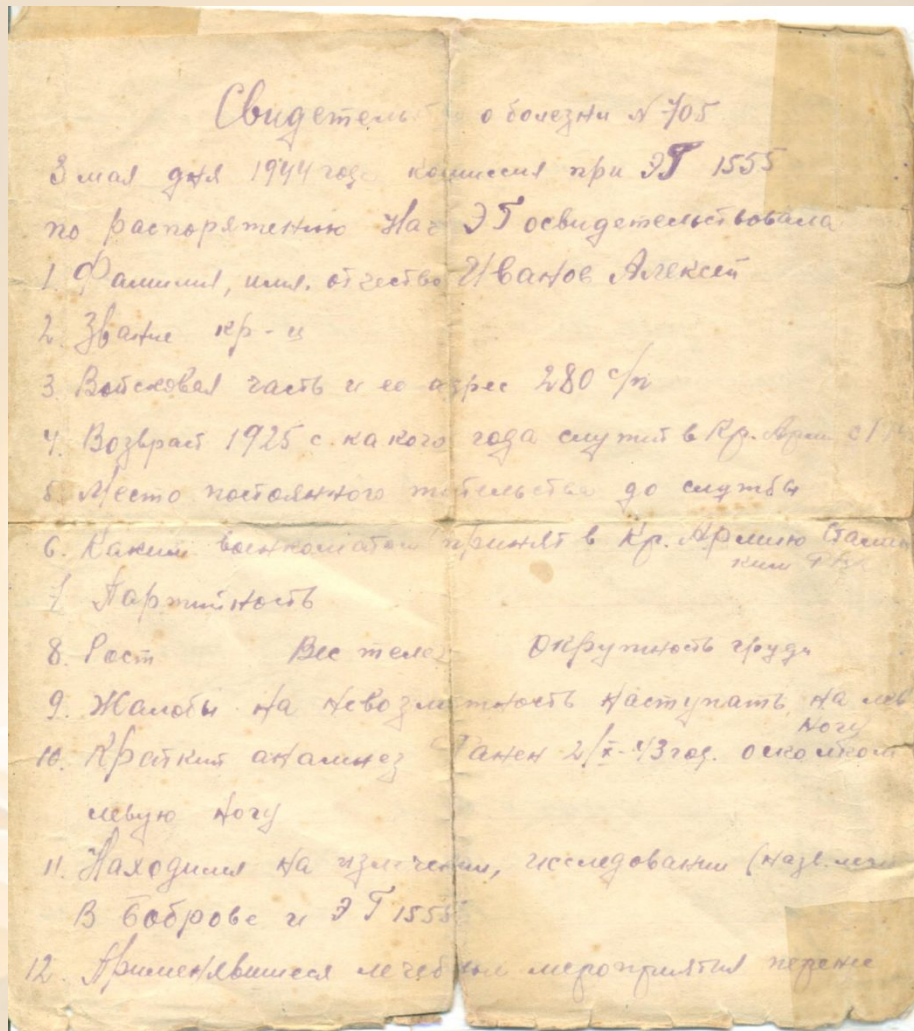 Свидетельст о болезни № 705
3 мая дня 1944 года комиссия при ЭГ 1555
по распоряжению Нач ЭГ освидетельствовала
1. Фамилия, имя, отчество Иванов Алексей
2. Звание кр-ц
3. Войсковая часть и ее адрес 280 с/п
4. Возраст 1925 с какого года служит в Кр. Арми с
5. Место постоянного жительства до службы
6. Каким военкоматом принят в Кр. Армию
7. Партийность
8. Рост Вес тела Окружность груди
9. Жалобы на невозможность наступать на лев
ногу
10. Краткий анамнез Ранен 2/X-43 год. осколком
левую ногу
11. Находился на излечении, исследовании (назв. леч
В Боброве и ЭГ 1555
12. Применявшиеся лечебные мероприятия перене